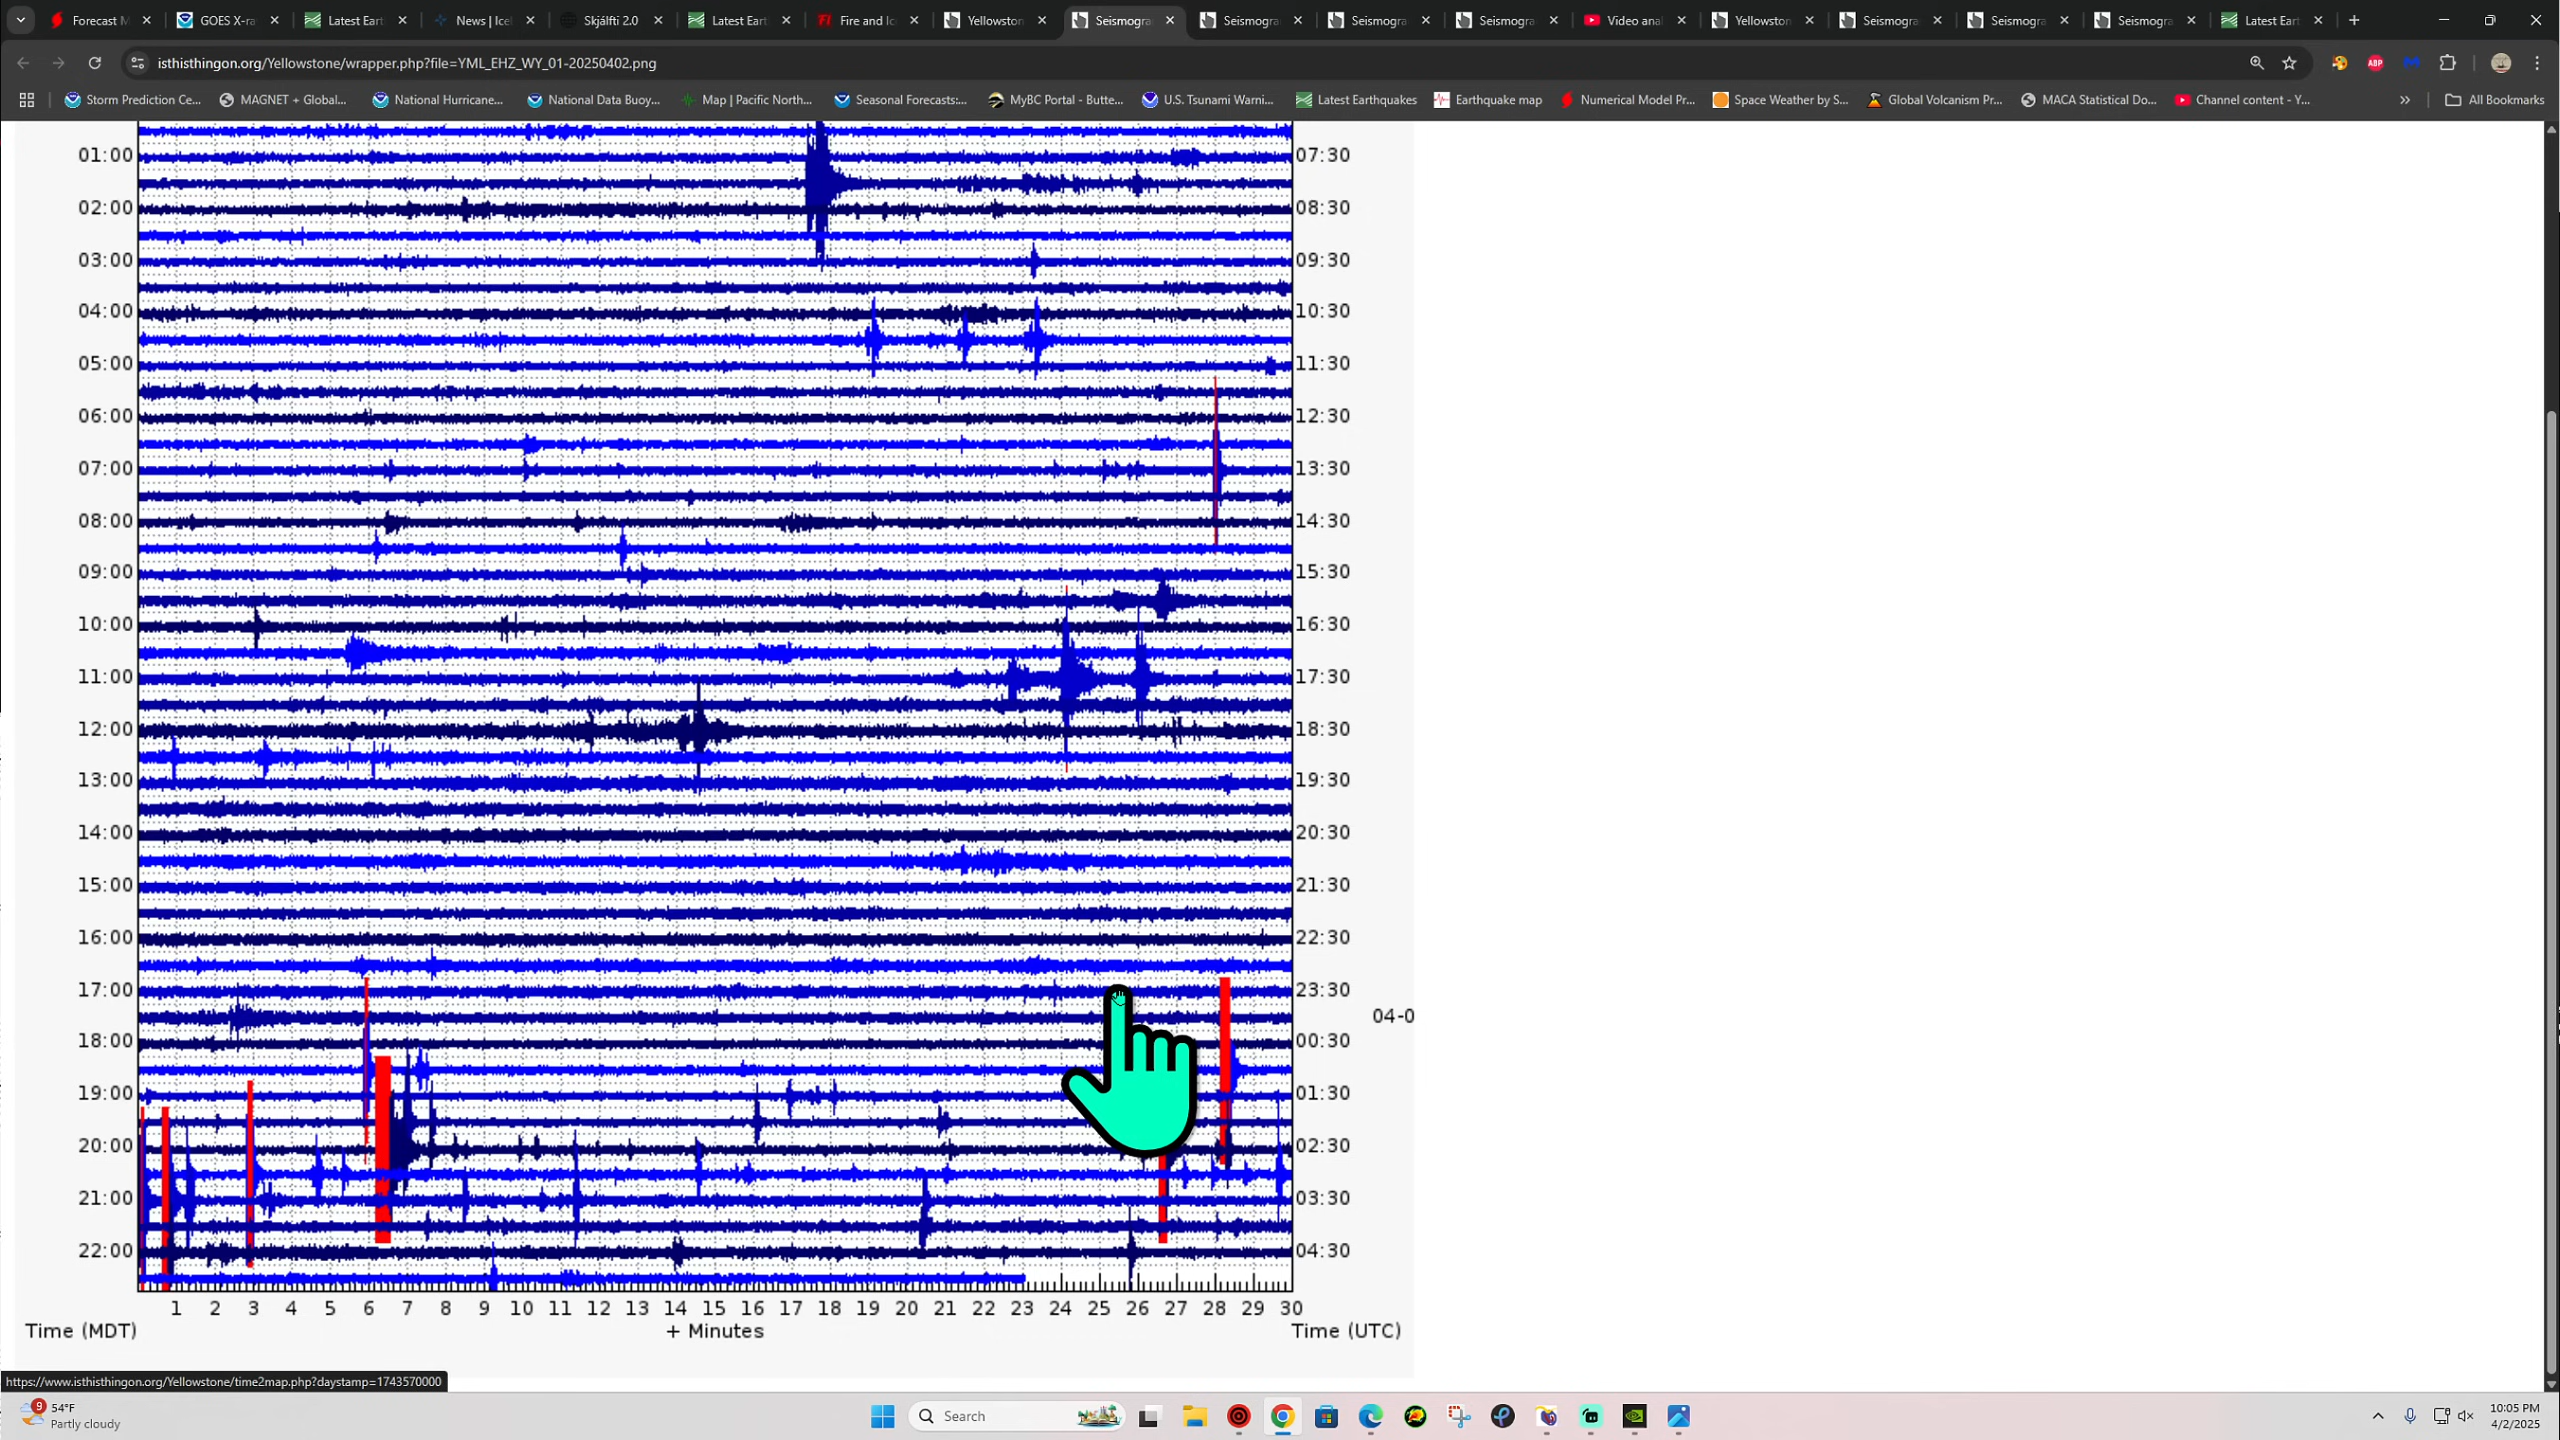 Forecast M
GOES X-ra
Latest Eart
News | Icel
Skjálfti 2.0
Latest Eart
Fire and Ic
Yellowston
Seismogra
Seismogra
Seismogra
Seismogra
Video anal
Yellowston
Seismogra
Seismogra
Seismogra
Latest Eart
isthisthingon.org/Yellowstone/wrapper.php?file=YML_EHZ_WY_01-20250402.png
ABP
Storm Prediction Ce...
MAGNET + Global...
National Hurricane...
National Data Buoy...
Map | Pacific North...
Seasonal Forecasts:...
MyBC Portal - Butte...
U.S. Tsunami Warni...
Latest Earthquakes
Earthquake map
Numerical Model Pr...
Space Weather by S...
Global Volcanism Pr...
MACA Statistical Do...
Channel content - Y...
All Bookmarks
01:00 07:30
02:00 08:30
03:00 09:30
04:00 10:30
05:00 11:30
06:00 12:30
07:00 13:30
08:00 14:30
09:00 15:30
10:00 16:30
11:00 17:30
12:00 18:30
13:00 19:30
14:00 20:30
15:00 21:30
16:00 22:30
17:00 23:30
04-0
18:00 00:30
19:00 01:30
20:00 02:30
21:00 03:30
22:00 04:30
1 2 3 4 5 6 7 8 9 10 11 12 13 14 15 16 17 18 19 20 21 22 23 24 25 26 27 28 29 30
Time (MDT) + Minutes Time (UTC)
https://www.isthisthingon.org/Yellowstone/time2map.php?daystamp=1743570000
9
54°F
Partly cloudy
Search
10:05 PM
4/2/2025